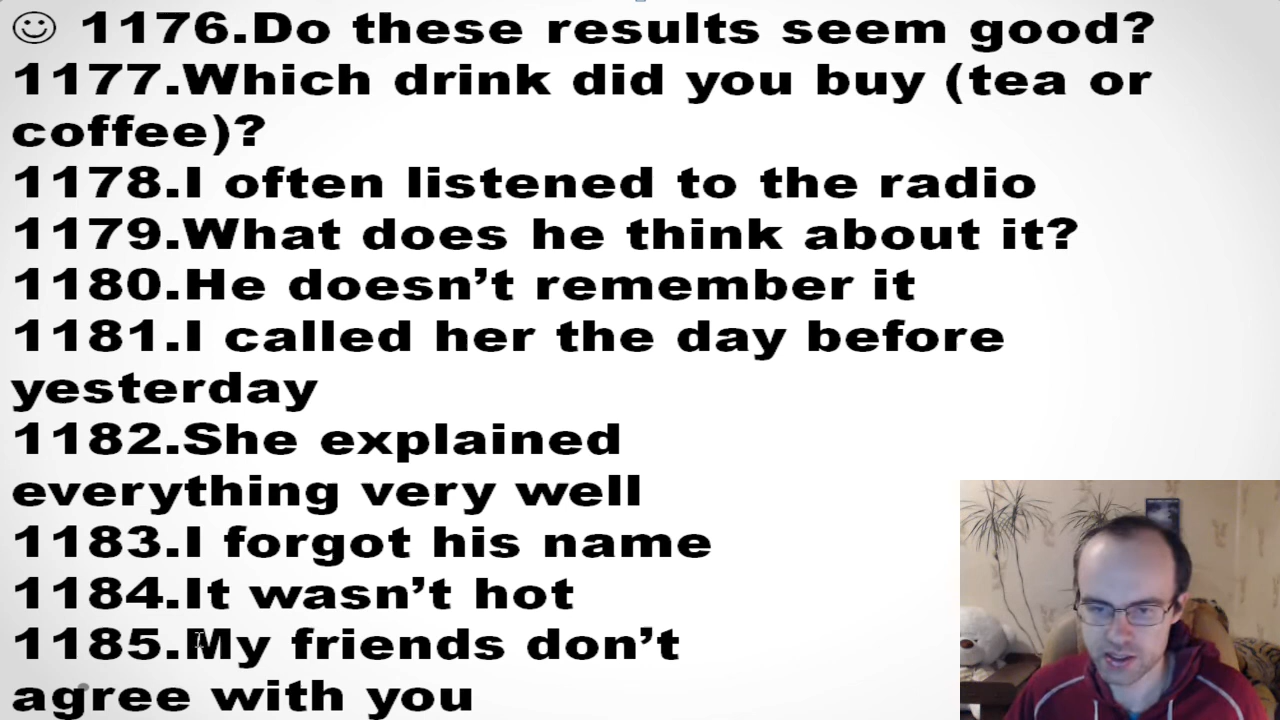 ☺ 1176.Do these results seem good?
1177.Which drink did you buy (tea or
coffee)?
1178.I often listened to the radio
1179.What does he think about it?
1180.He doesn’t remember it
1181.I called her the day before
yesterday
1182.She explained
everything very well
1183.I forgot his name
1184.It wasn’t hot
1185.My friends don’t
agree with you